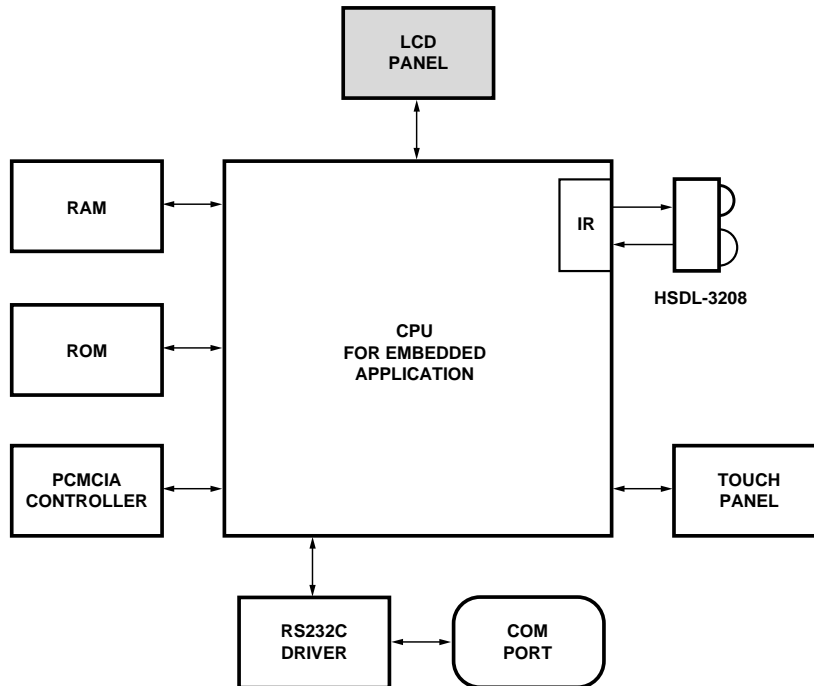 LCD
PANEL
RAM
IR
HSDL-3208
ROM
CPU
FOR EMBEDDED
APPLICATION
PCMCIA
CONTROLLER
TOUCH
PANEL
RS232C
DRIVER
COM
PORT